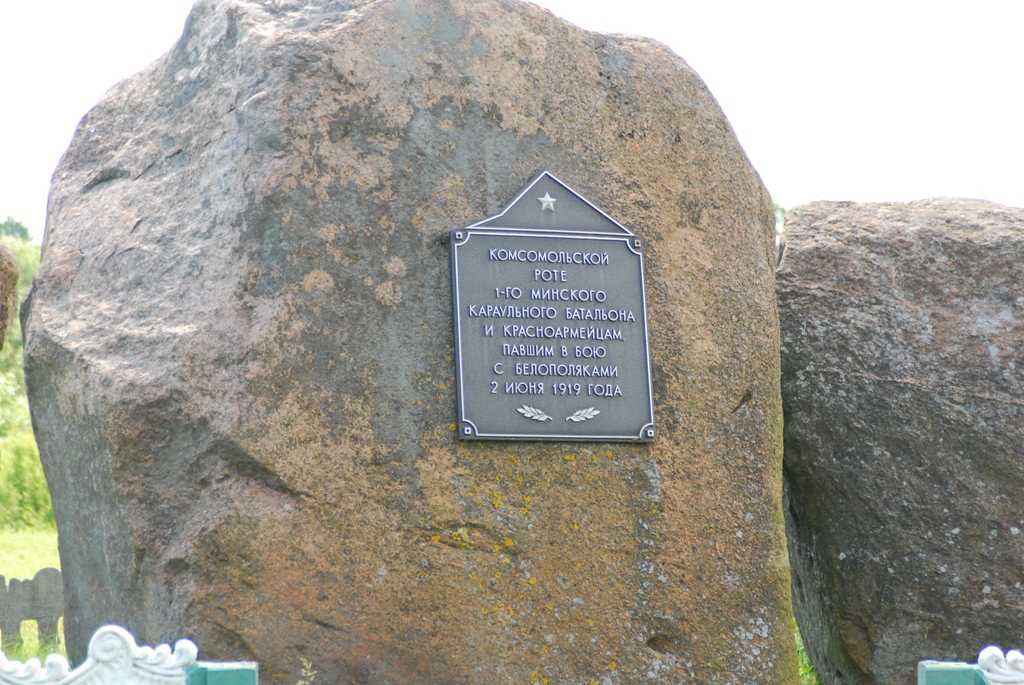 КОМСОМОЛЬСКОЙ
РОТЕ
1-ГО МИНСКОГО
КАРАУЛЬНОГО БАТАЛЬОНА
И КРАСНОАРМЕЙЦАМ,
ПАВШИМ В БОЮ
С БЕЛОПОЛЯКАМИ
2 ИЮНЯ 1919 ГОДА